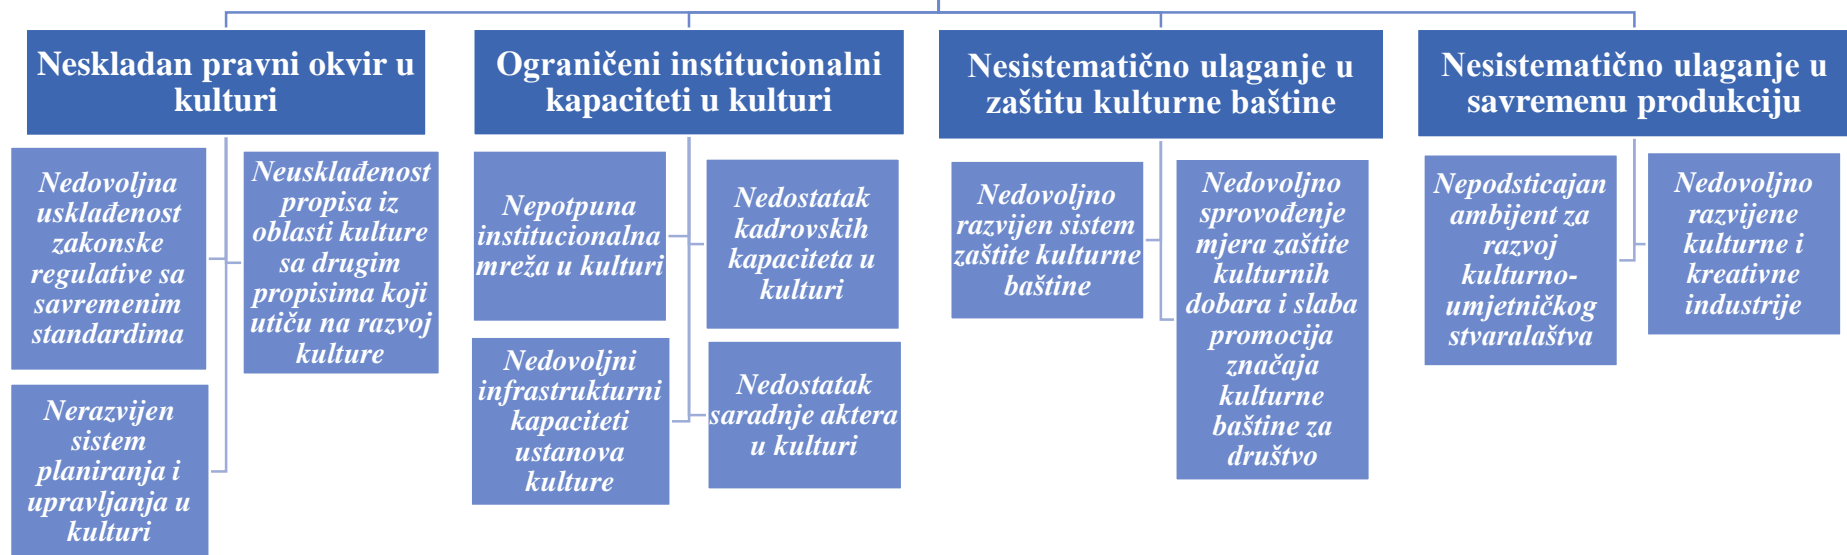 Neskladan pravni okvir u
kulturi
Nedovoljna
usklađenost
zakonske
regulative sa
savremenim
standardima
Neusklađenost
propisa iz
oblasti kulture
sa drugim
propisima koji
utiču na razvoj
kulture
Nerazvijen
sistem
planiranja i
upravljanja u
kulturi
Ograničeni institucionalni
kapaciteti u kulturi
Nepotpuna
institucionalna
mreža u kulturi
Nedostatak
kadrovskih
kapaciteta u
kulturi
Nedovoljni
infrastrukturni
kapaciteti
ustanova
kulture
Nedostatak
saradnje aktera
u kulturi
Nesistematično ulaganje u
zaštitu kulturne baštine
Nedovoljno
razvijen sistem
zaštite kulturne
baštine
Nedovoljno
sprovođenje
mjera zaštite
kulturnih
dobara i slaba
promocija
značaja
kulturne
baštine za
društvo
Nesistematično ulaganje u
savremenu produkciju
Nepodsticajan
ambijent za
razvoj
kulturno-
umjetničkog
stvaralaštva
Nedovoljno
razvijene
kulturne i
kreativne
industrije